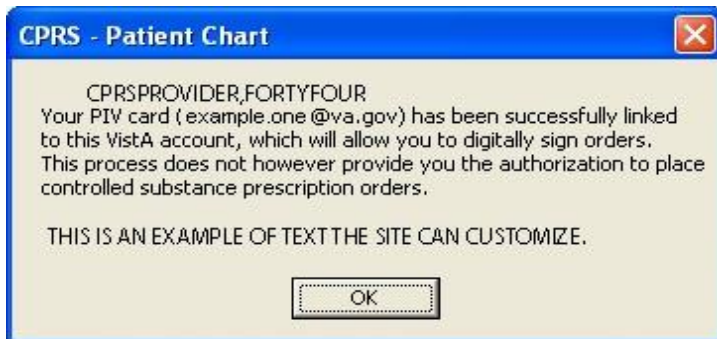 CPRS - Patient Chart
CPRSPROVIDER,FORTYFOUR
Your PIV card (example.one@va.gov) has been successfully linked
to this VistA account, which will allow you to digitally sign orders.
This process does not however provide you the authorization to place
controlled substance prescription orders.
THIS IS AN EXAMPLE OF TEXT THE SITE CAN CUSTOMIZE.
OK